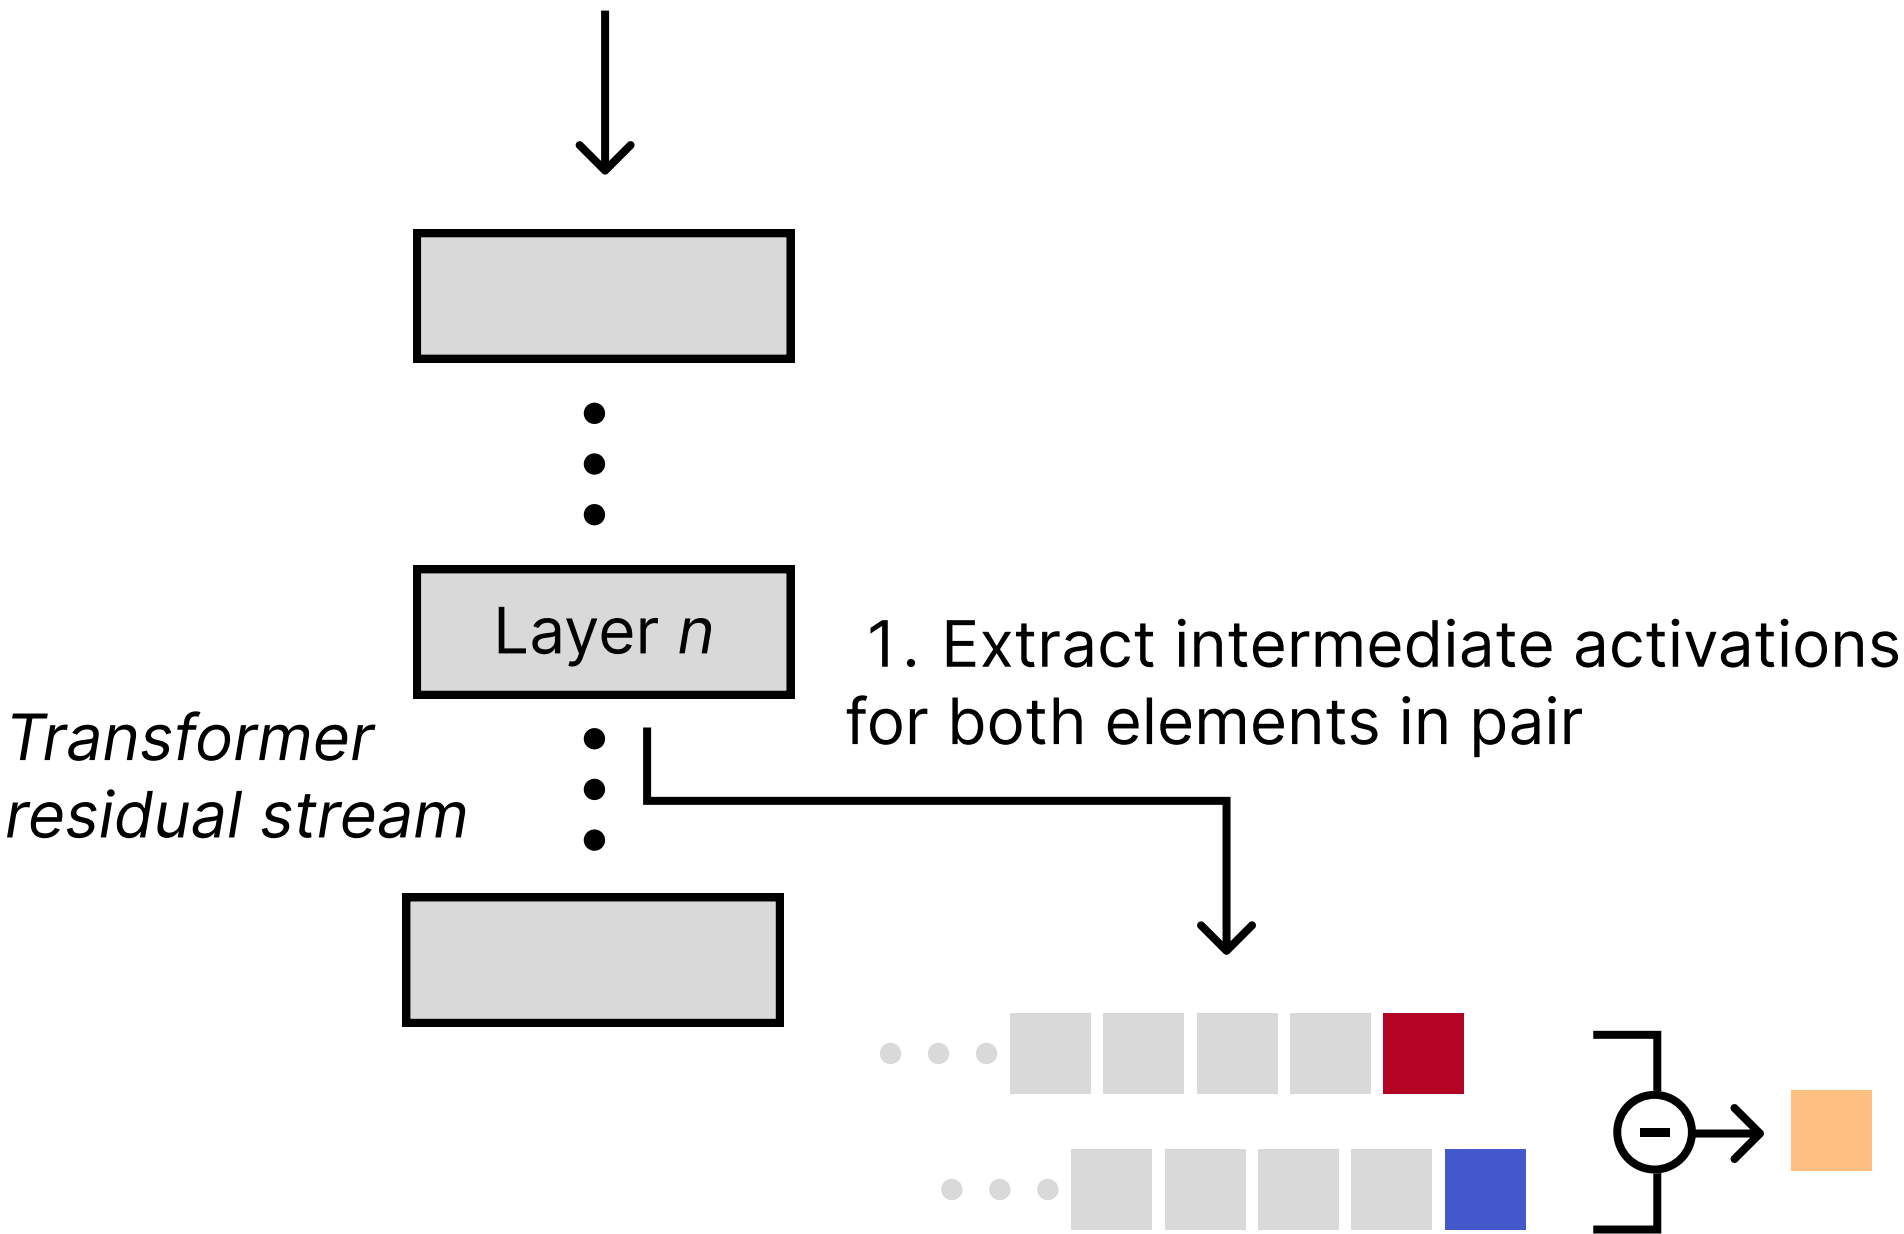 Layer n
1. Extract intermediate activations
for both elements in pair
Transformer
residual stream